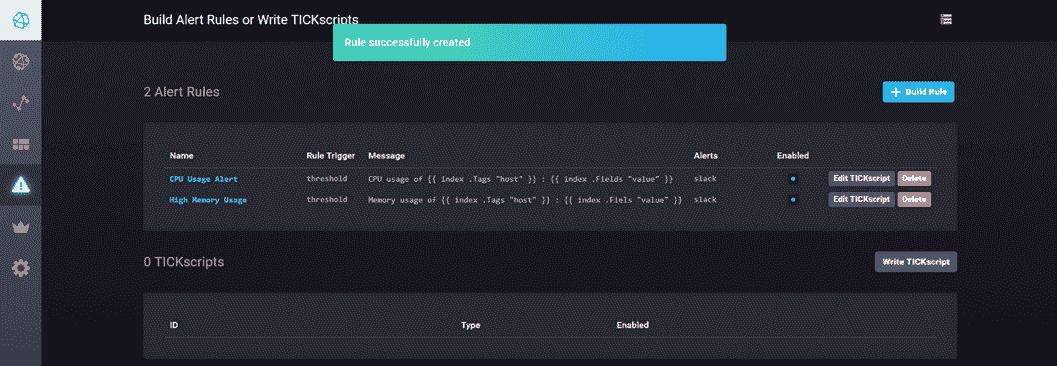 Build Alert Rules or Write TICKscripts
Rule successfully created
2 Alert Rules
+ Build Rule
Name Rule Trigger Message Alerts Enabled
CPU Usage Alert threshold CPU usage of {{ index .Tags "host" }} : {{ index .Fields "value" }} slack Edit TICKscript Delete
High Memory Usage threshold Memory usage of {{ index .Tags "host" }} : {{ index .Fiels "value" }} slack Edit TICKscript Delete
0 TICKscripts
Write TICKscript
ID Type Enabled